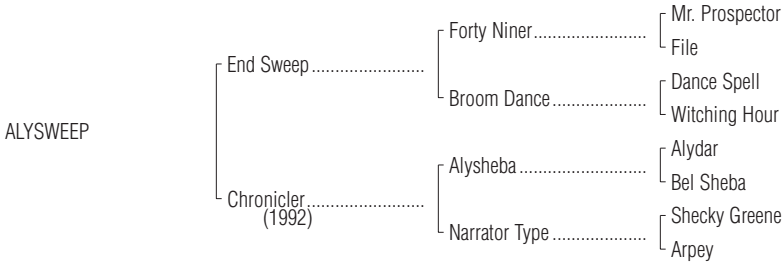 Mr. Prospector
Forty Niner.....................
File
End Sweep.......................
Dance Spell
Broom Dance.................
Witching Hour
ALYSWEEP
Alydar
Alysheba........................
Bel Sheba
Chronicler........................
(1992)
Shecky Greene
Narrator Type.................
Arpey